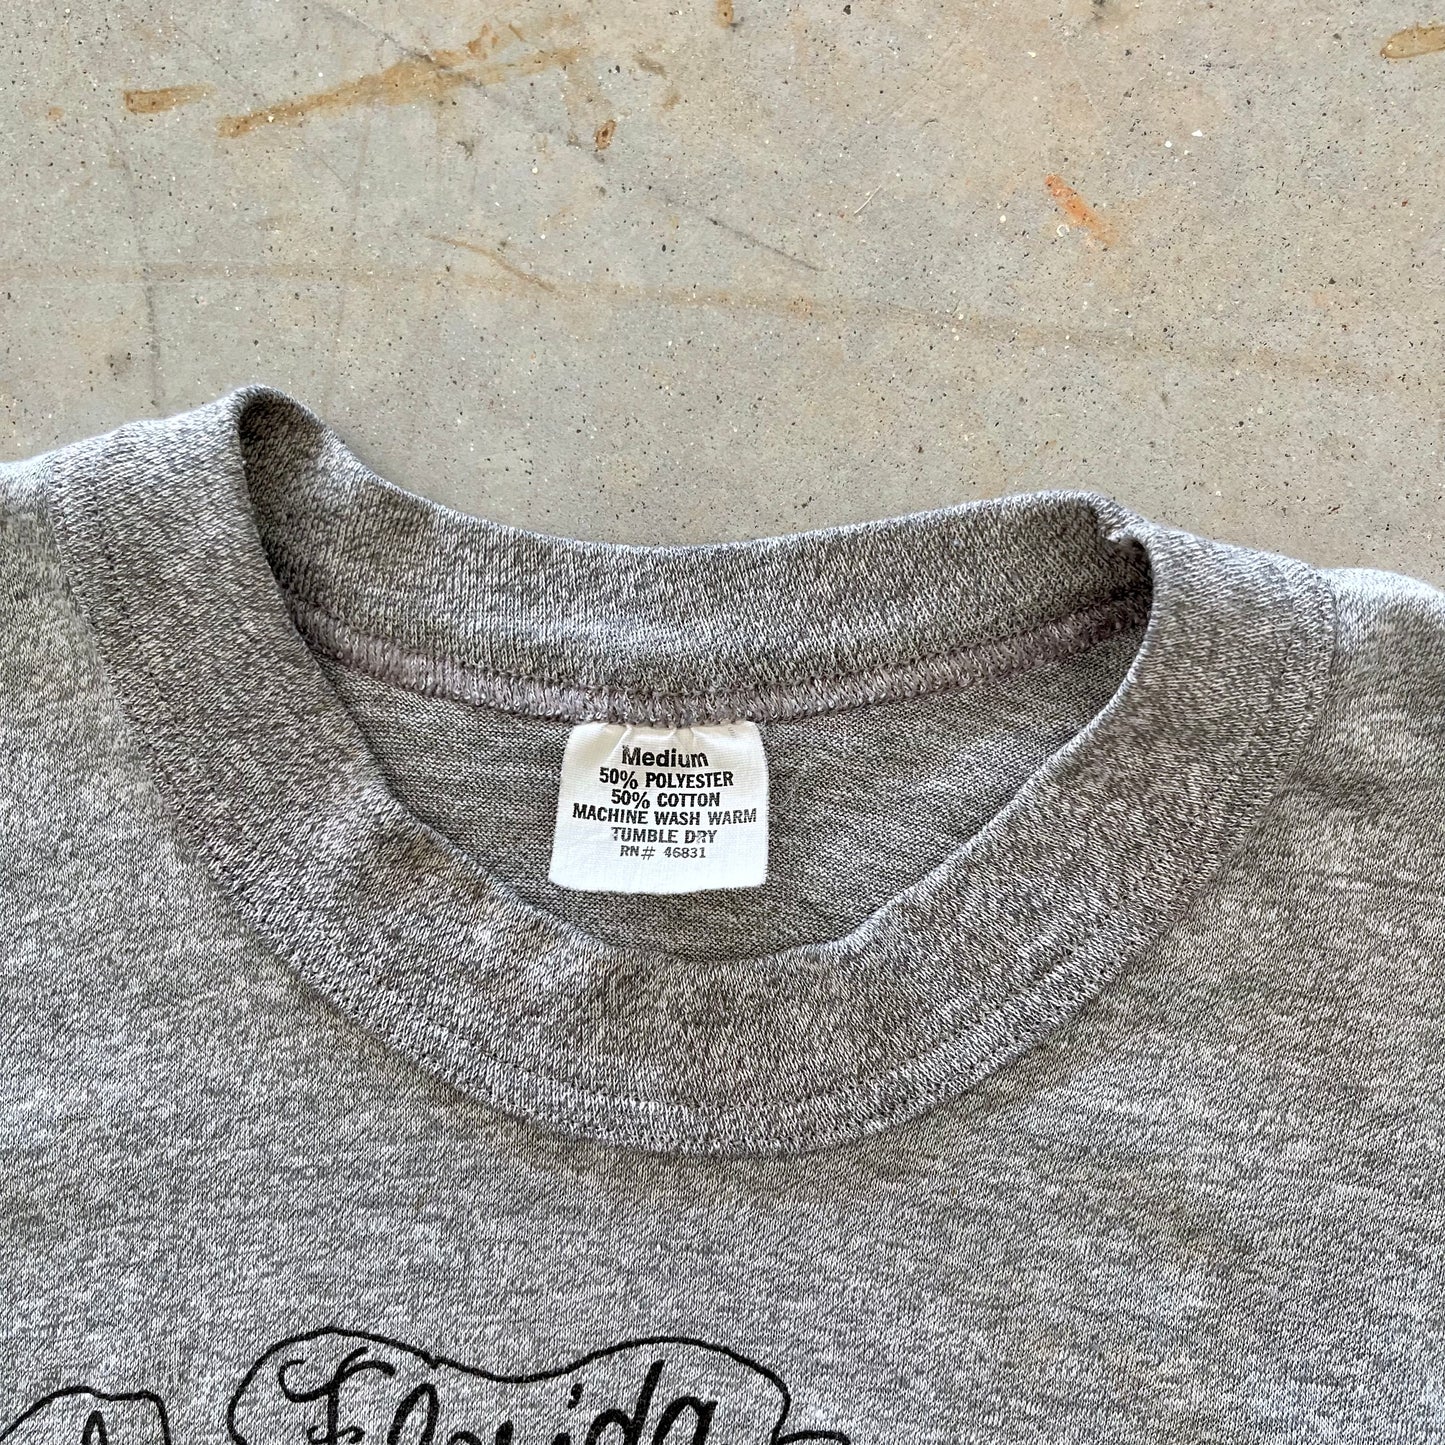 Medium
50% POLYESTER
50% COTTON
MACHINE WASH WARM
TUMBLE DRY
RN# 46831
Florida